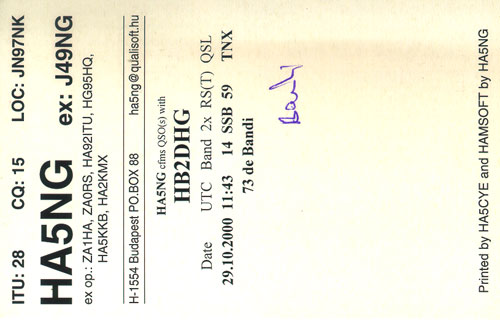 ITU: 28 CQ: 15 LOC: JN97NK
HA5NG ex: J49NG
ex op.: ZA1HA, ZA0RS, HA92ITU, HG95HQ,
HA5KKB, HA2KMX
H-1554 Budapest PO.BOX 88 ha5ng@qualisoft.hu
HA5NG cfms QSO(s) with
HB2DHG
Date UTC Band 2x RS(T) QSL
29.10.2000 11:43 14 SSB 59 TNX
73 de Bandi
Bandi
Printed by HA5CYE and HAMSOFT by HA5NG